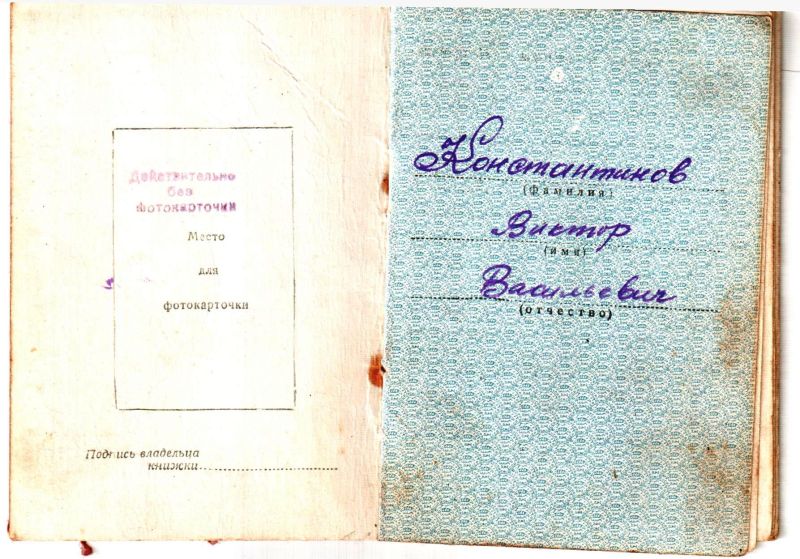 Действительно
без
фотокарточки
Место
для
фотокарточки
Подпись владельца
книжки
Константинов
(фамилия)
Виктор
(имя)
Васильевич
(отчество)